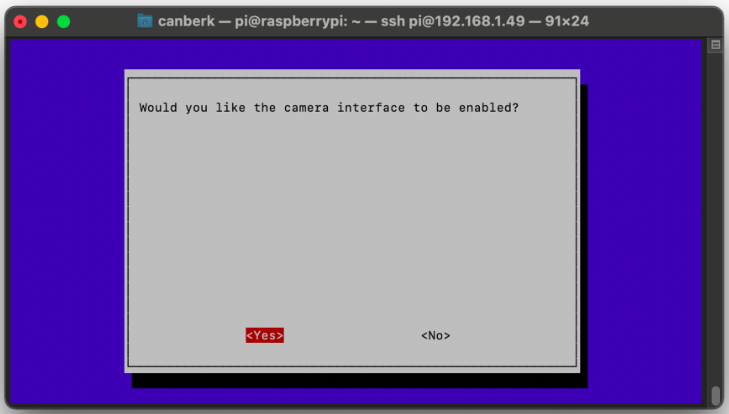 canberk — pi@raspberrypi: ~ — ssh pi@192.168.1.49 — 91×24
Would you like the camera interface to be enabled?
<Yes> <No>